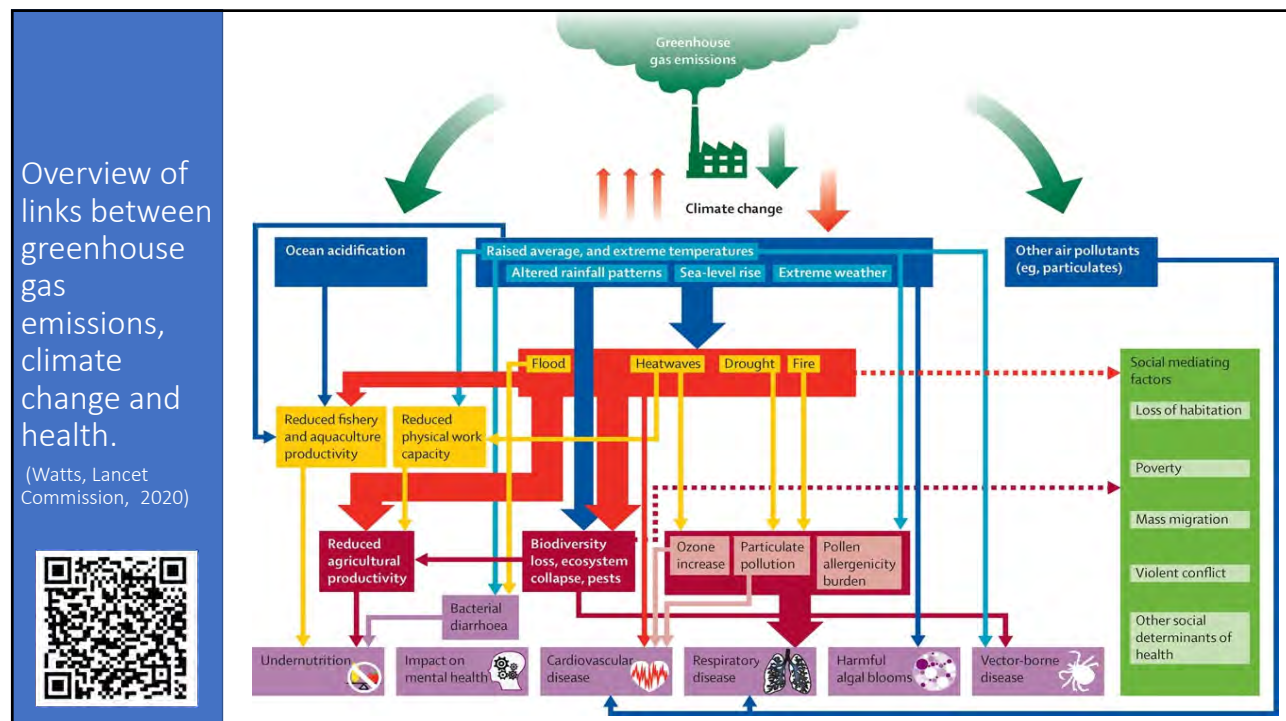 Overview of
links between
greenhouse
gas
emissions,
climate
change and
health.
(Watts, Lancet
Commission, 2020)
Greenhouse
gas emissions
Climate change
Ocean acidification
Raised average, and extreme temperatures
Altered rainfall patterns
Sea-level rise
Extreme weather
Other air pollutants
(eg, particulates)
Flood
Heatwaves
Drought
Fire
Social mediating
factors
Loss of habitation
Poverty
Mass migration
Violent conflict
Other social
determinants of
health
Reduced fishery
and aquaculture
productivity
Reduced
physical work
capacity
Reduced
agricultural
productivity
Biodiversity
loss, ecosystem
collapse, pests
Ozone
increase
Particulate
pollution
Pollen
allergenicity
burden
Bacterial
diarrhoea
Undernutrition
Impact on
mental health
Cardiovascular
disease
Respiratory
disease
Harmful
algal blooms
Vector-borne
disease